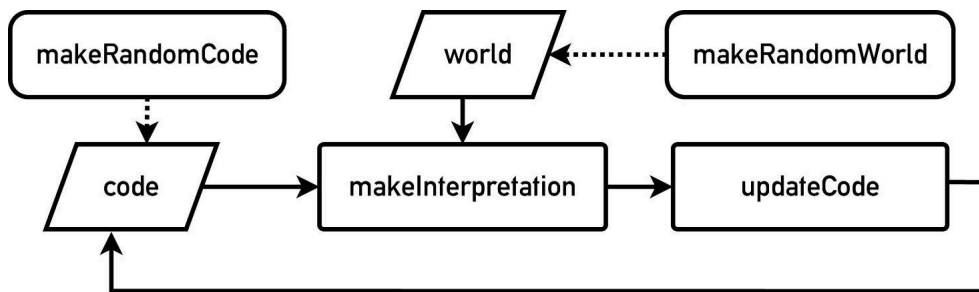 makeRandomCode
world
makeRandomWorld
code
makeInterpretation
updateCode